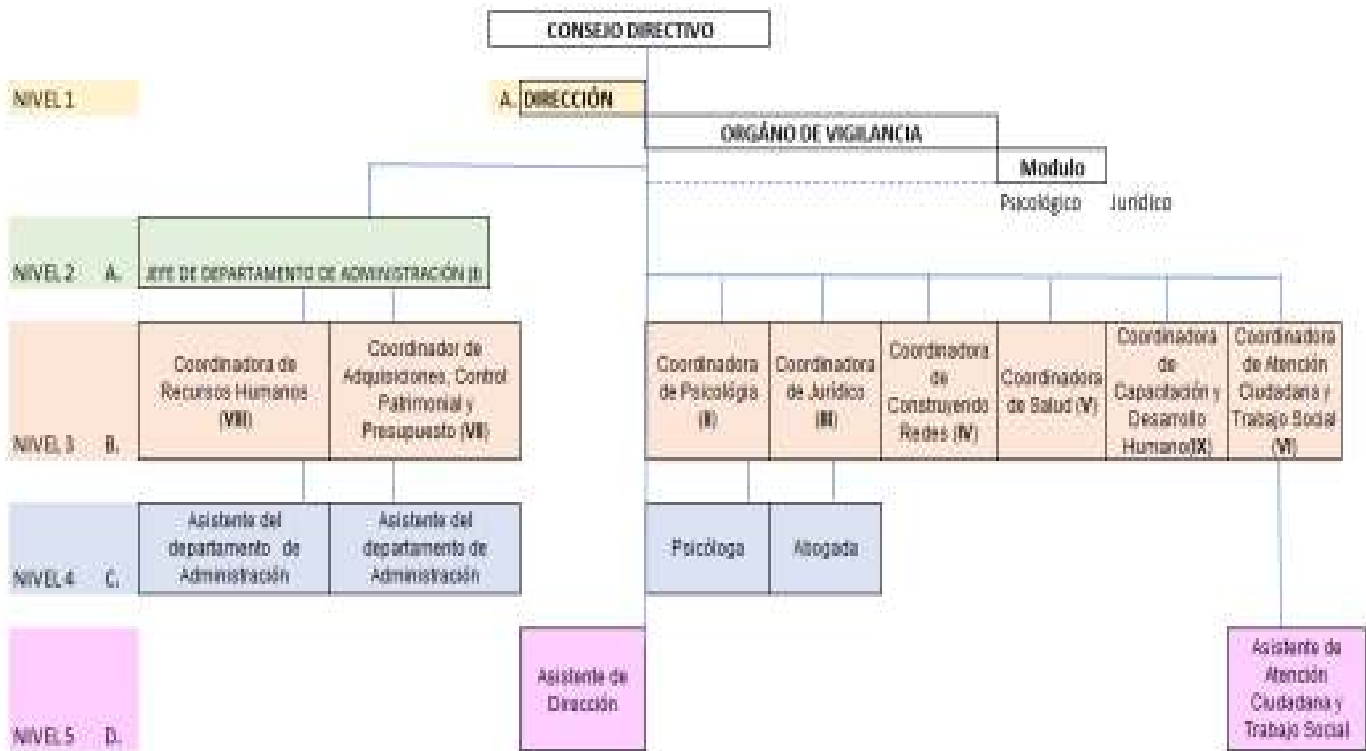 CONSEJO DIRECTIVO
NIVEL 1
A. DIRECCIÓN
ORGÁNO DE VIGILANCIA
Modulo
Psicológico Jurídico
NIVEL 2 A.
JEFE DE DEPARTAMENTO DE ADMINISTRACIÓN (I)
NIVEL 3 B.
Coordinadora de
Recursos Humanos
(VIII)
Coordinador de
Adquisiciones, Control
Patrimonial y
Presupuesto (VII)
Coordinadora
de Psicológia
(II)
Coordinadora
de Jurídico
(III)
Coordinadora
de
Construyendo
Redes (IV)
Coordinadora
de Salud (V)
Coordinadora
de
Capacitación y
Desarrollo
Humano(IX)
Coordinadora
de Atención
Ciudadana y
Trabajo Social
(VI)
NIVEL 4 C.
Asistente del
departamento de
Administración
Asistente del
departamento de
Administración
Psicóloga
Abogada
NIVEL 5 D.
Asistente de
Dirección
Asistente de
Atención
Ciudadana y
Trabajo Social